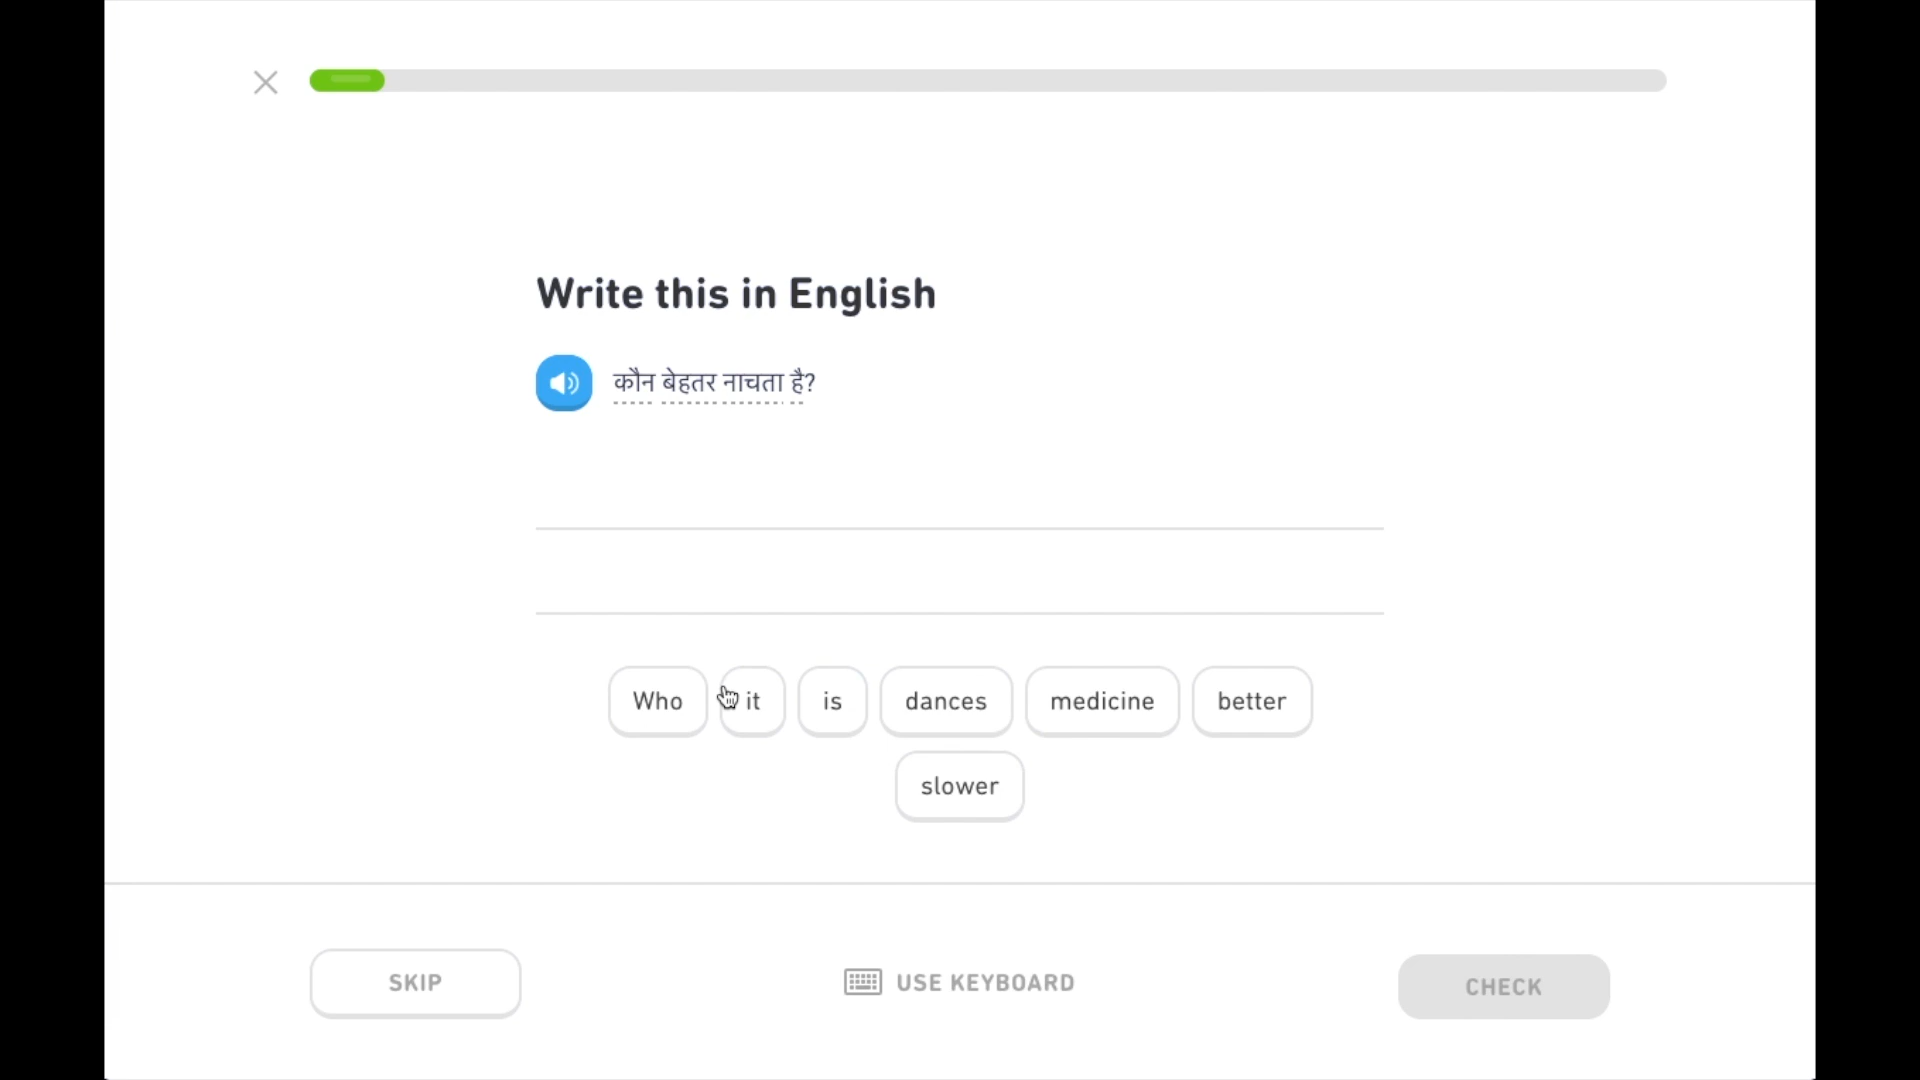 Write this in English
कौन बेहतर नाचता है?
Who it is dances medicine better
slower
SKIP USE KEYBOARD CHECK